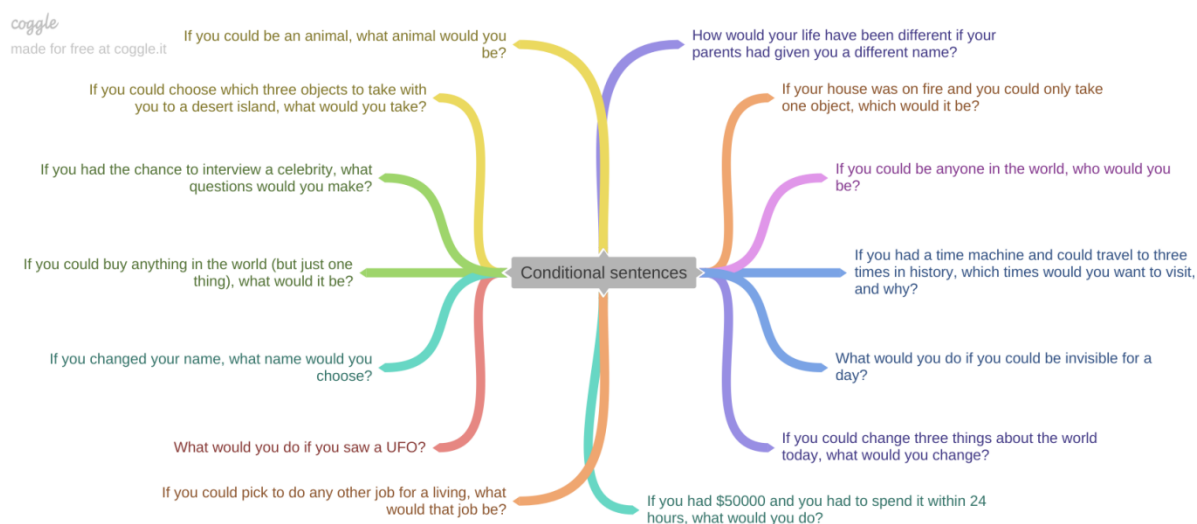 coggle
made for free at coggle.it
If you could be an animal, what animal would you
be?
If you could choose which three objects to take with
you to a desert island, what would you take?
If you had the chance to interview a celebrity, what
questions would you make?
If you could buy anything in the world (but just one
thing), what would it be?
If you changed your name, what name would you
choose?
What would you do if you saw a UFO?
If you could pick to do any other job for a living, what
would that job be?
Conditional sentences
How would your life have been different if your
parents had given you a different name?
If your house was on fire and you could only take
one object, which would it be?
If you could be anyone in the world, who would you
be?
If you had a time machine and could travel to three
times in history, which times would you want to visit,
and why?
What would you do if you could be invisible for a
day?
If you could change three things about the world
today, what would you change?
If you had $50000 and you had to spend it within 24
hours, what would you do?